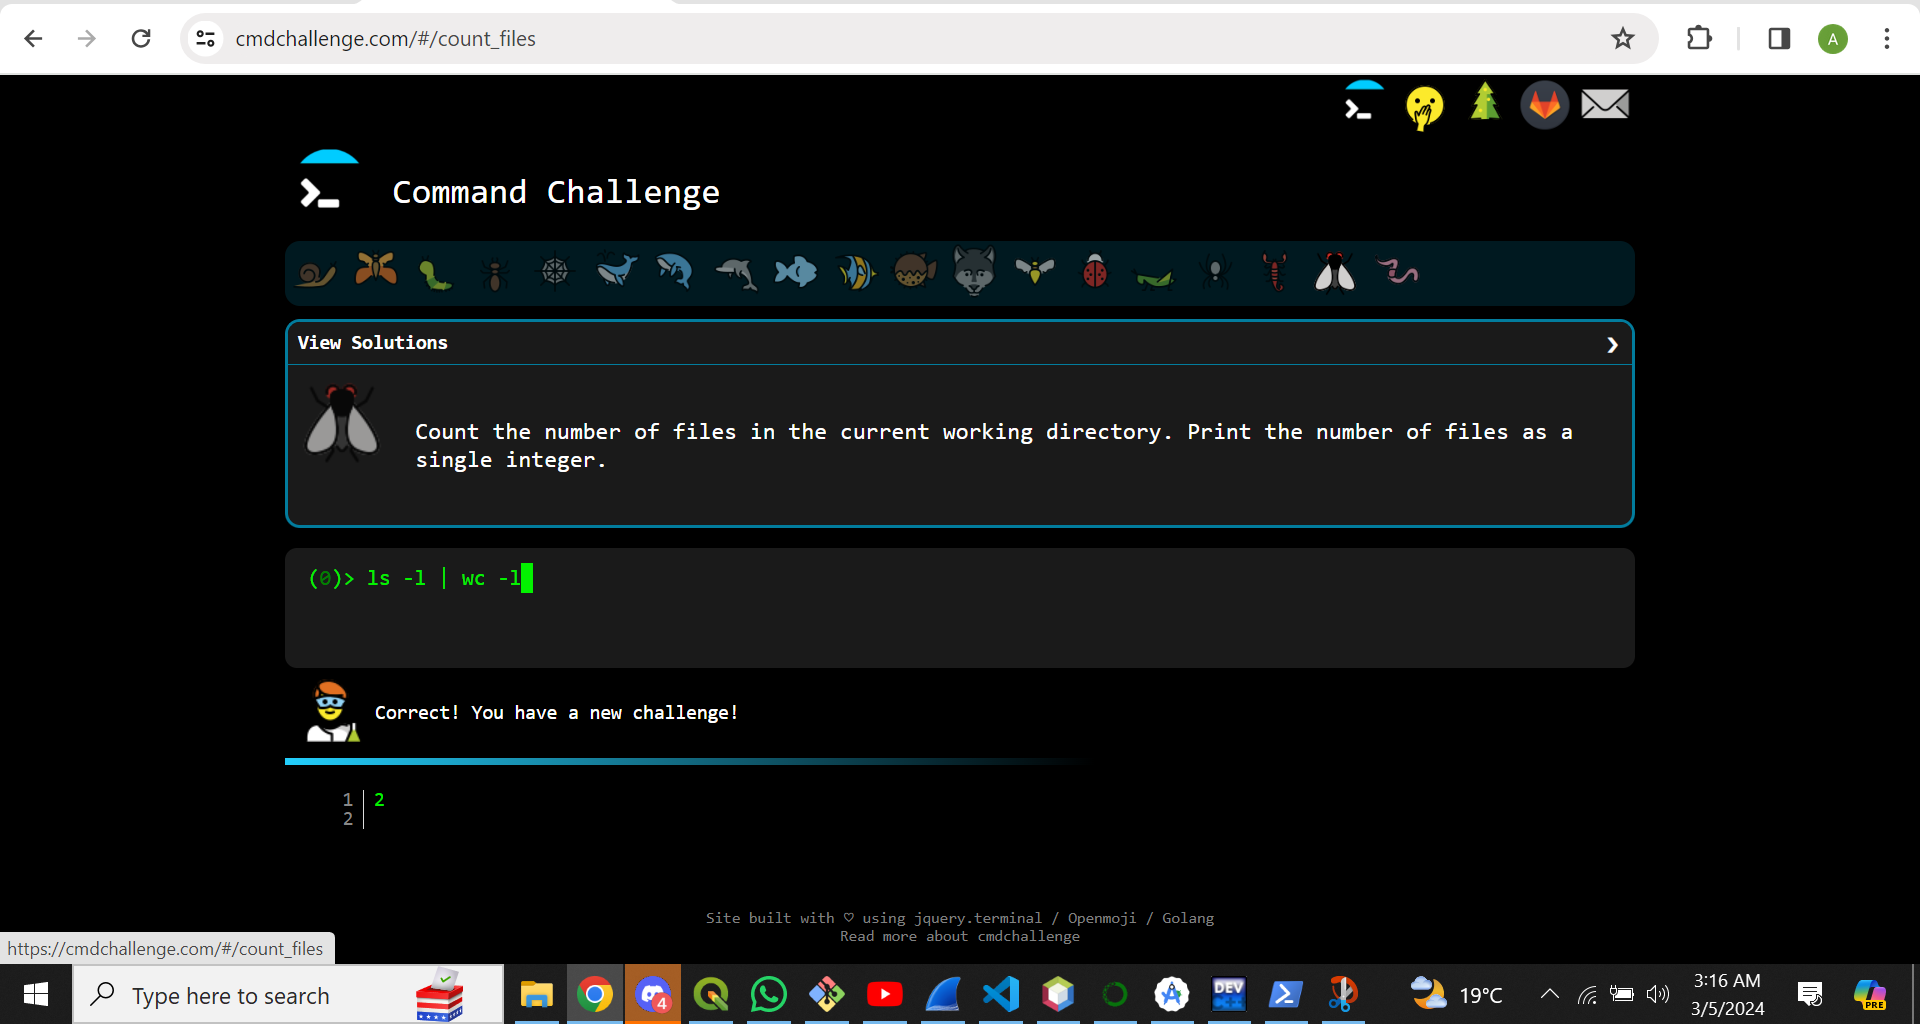 cmdchallenge.com/#/count_files
A
Command Challenge
View Solutions
Count the number of files in the current working directory. Print the number of files as a
single integer.
(0)> ls -l | wc -l
Correct! You have a new challenge!
1 2
2
Site built with ♡ using jquery.terminal / Openmoji / Golang
Read more about cmdchallenge
https://cmdchallenge.com/#/count_files
Type here to search
4
DEV
19°C
3:16 AM
3/5/2024
PRE